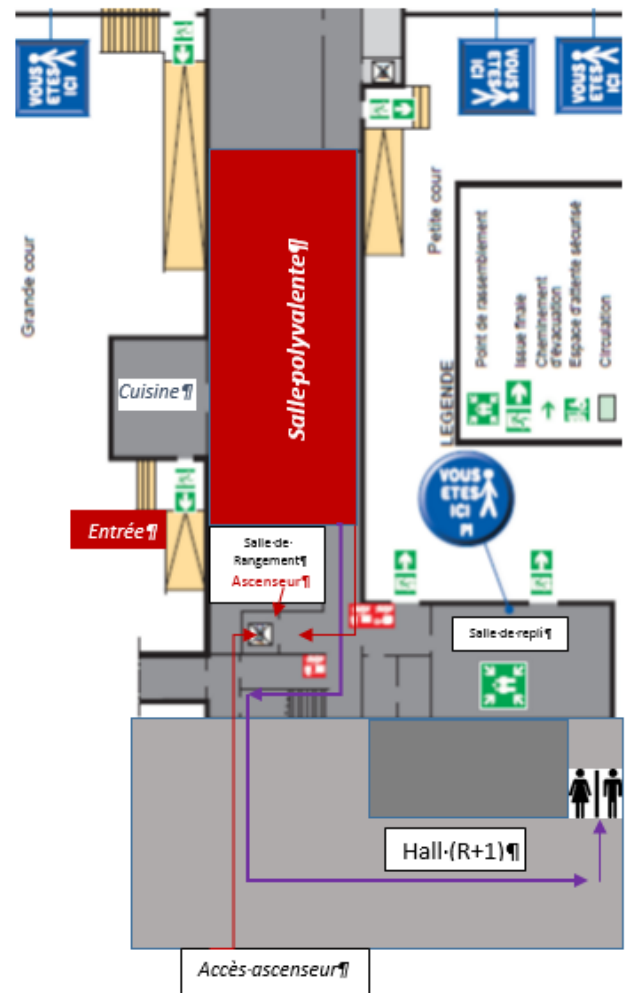 VOUS
ETES
ICI
VOUS
ETES
ICI
VOUS
ETES
ICI
Grande cour
Petite cour
Salle·polyvalente¶
Cuisine¶
LEGENDE
Point de rassemblement
Issue finale
Cheminement
d'évacuation
Espace d'attente sécurisé
Circulation
VOUS
ETES
ICI
Entrée¶
Salle·de·
Rangement¶
Ascenseur¶
Salle·de·repli¶
Hall·(R+1)¶
Accès·ascenseur¶